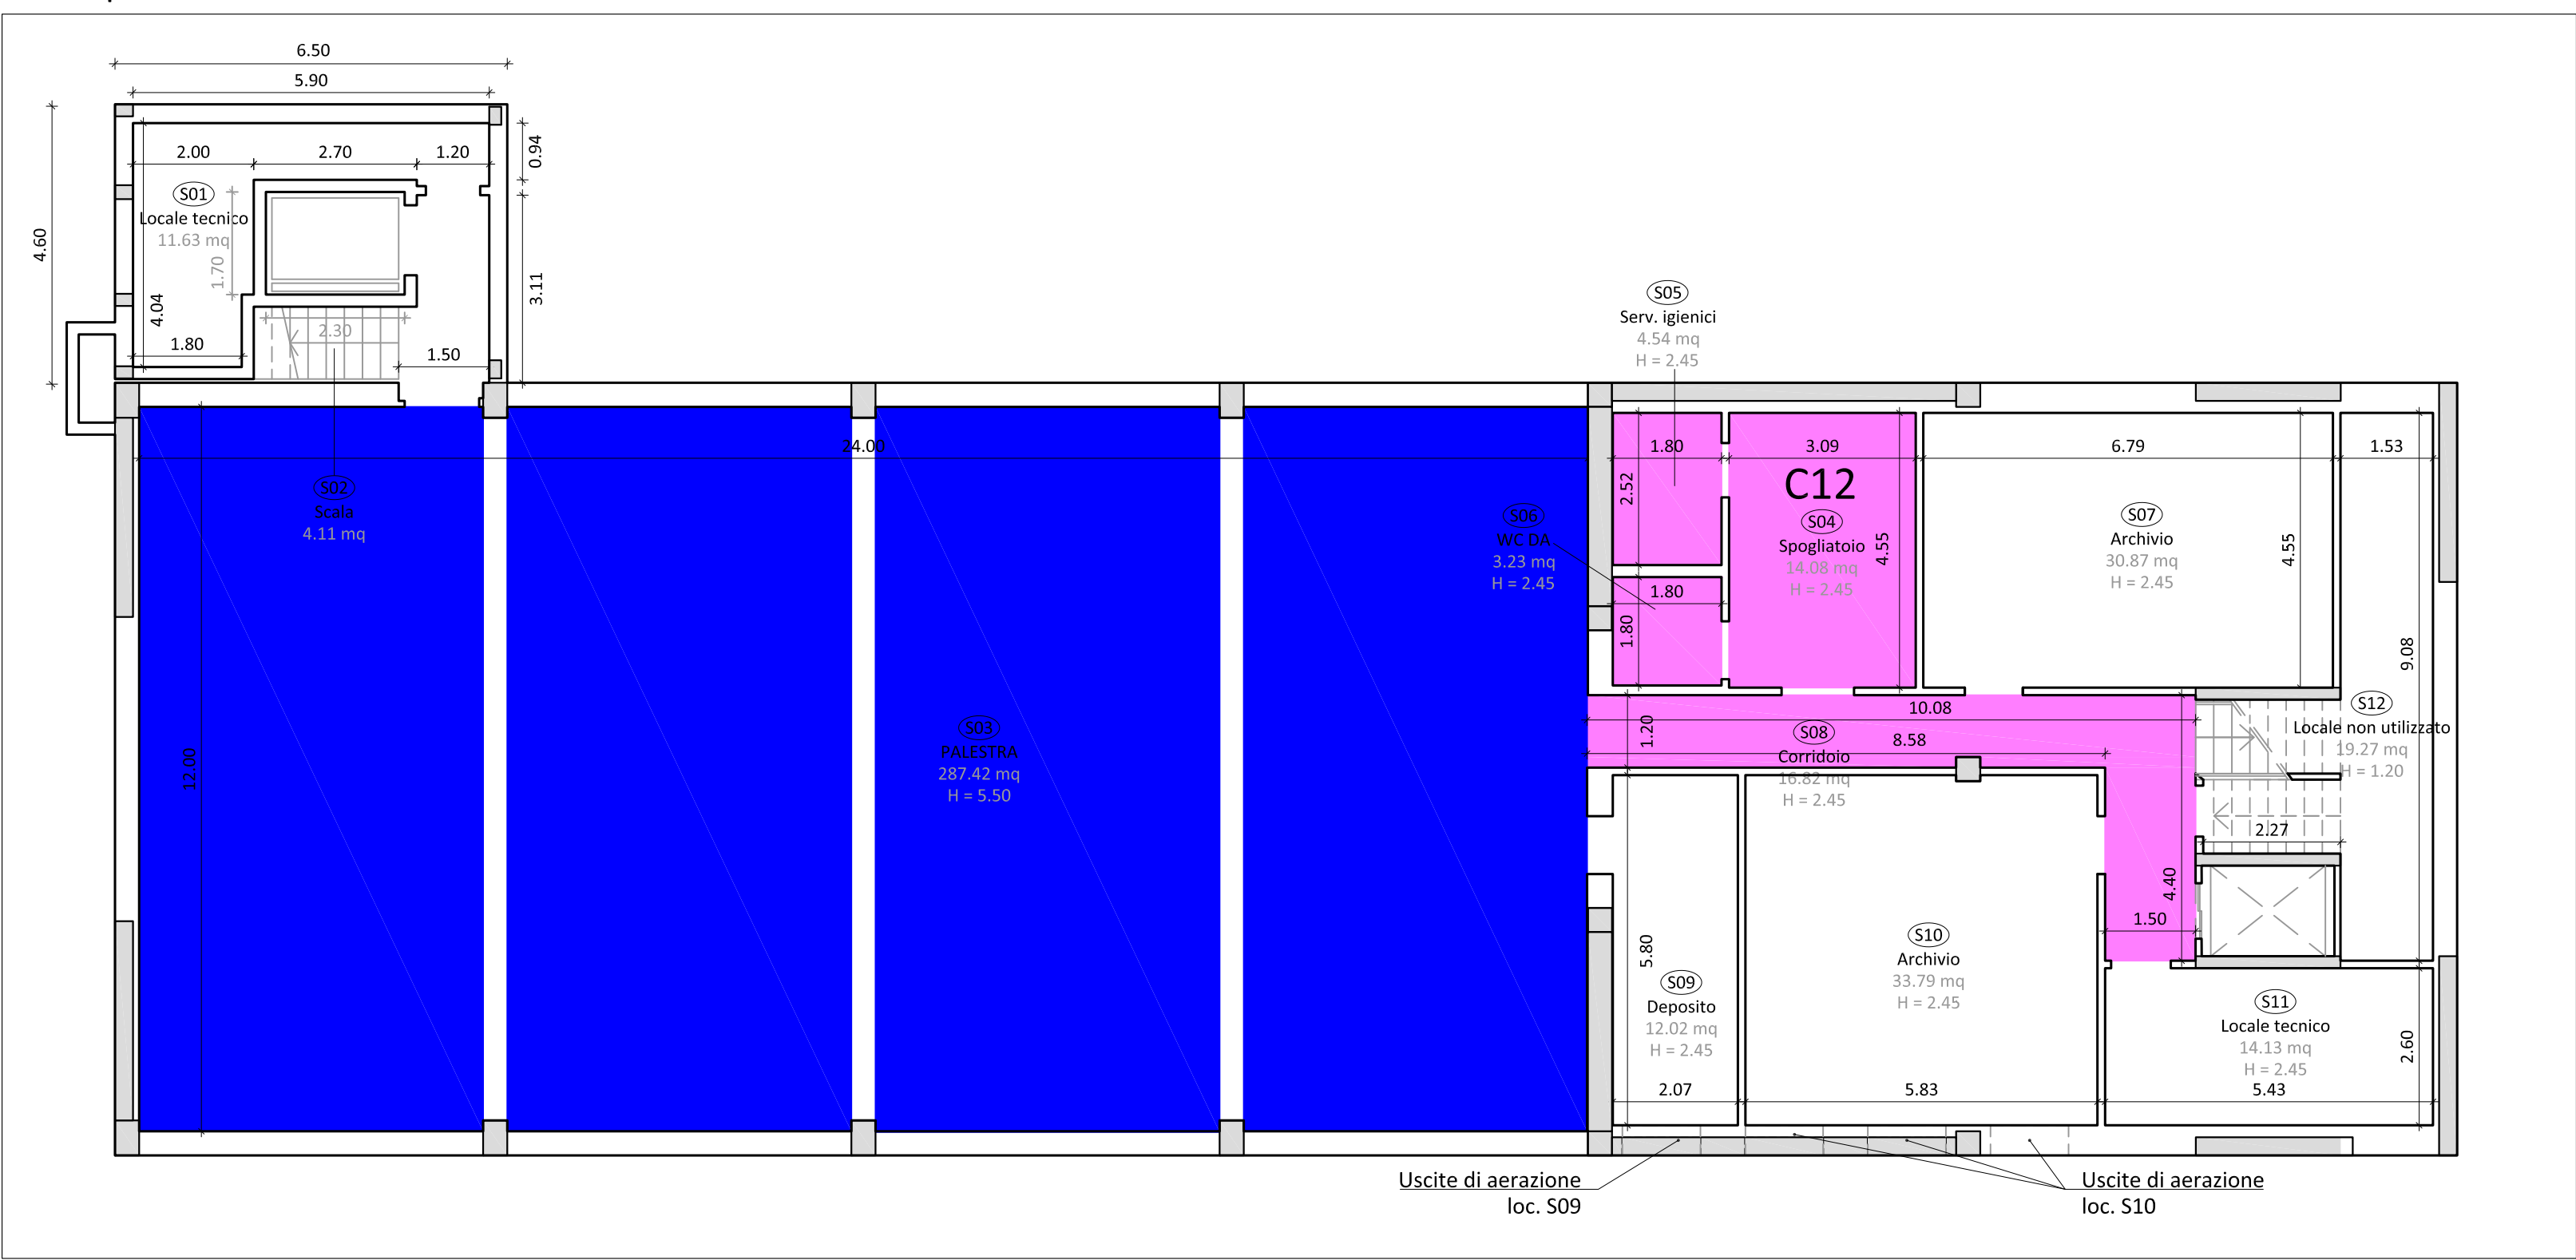 6.50
5.90
2.00
2.70
1.20
0.94
4.60
S01
Locale tecnico
11.63 mq
1.70
4.04
3.11
2.30
1.80
1.50
S05
Serv. igienici
4.54 mq
H = 2.45
24.00
1.80
3.09
6.79
1.53
C12
S02
Scala
4.11 mq
S06
WC DA
3.23 mq
H = 2.45
2.52
S04
Spogliatoio
14.08 mq
H = 2.45
4.55
S07
Archivio
30.87 mq
H = 2.45
4.55
1.80
1.80
9.08
12.00
S03
PALESTRA
287.42 mq
H = 5.50
10.08
1.20
8.58
S08
Corridoio
16.82 mq
H = 2.45
S12
Locale non utilizzato
19.27 mq
H = 1.20
2.27
4.40
1.50
5.80
S09
Deposito
12.02 mq
H = 2.45
S10
Archivio
33.79 mq
H = 2.45
S11
Locale tecnico
14.13 mq
H = 2.45
2.60
2.07
5.83
5.43
Uscite di aerazione
loc. S09
Uscite di aerazione
loc. S10